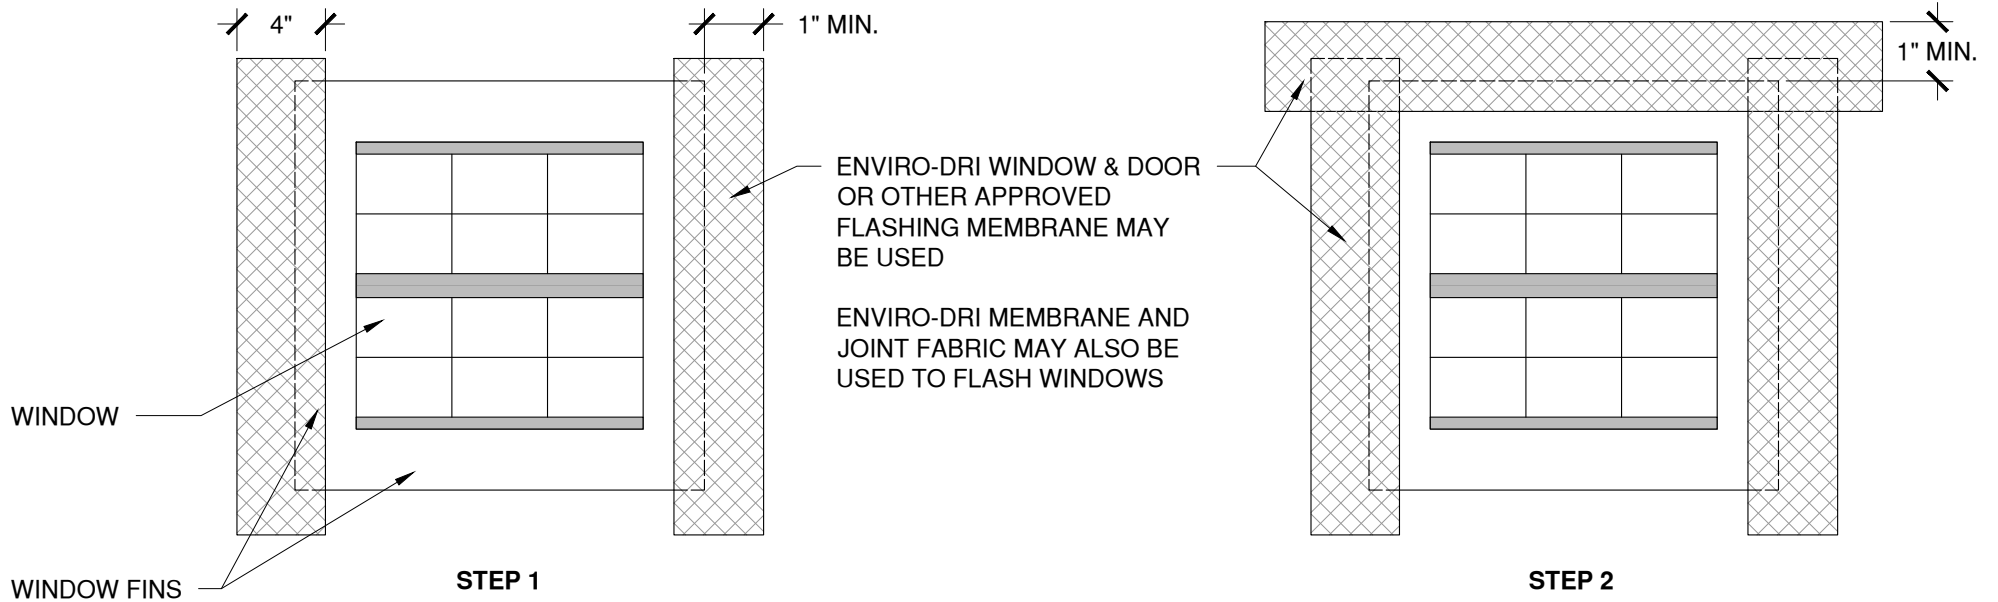 4"
1" MIN.
1" MIN.
ENVIRO-DRI WINDOW & DOOR
OR OTHER APPROVED
FLASHING MEMBRANE MAY
BE USED
ENVIRO-DRI MEMBRANE AND
JOINT FABRIC MAY ALSO BE
USED TO FLASH WINDOWS
WINDOW
WINDOW FINS
STEP 1
STEP 2